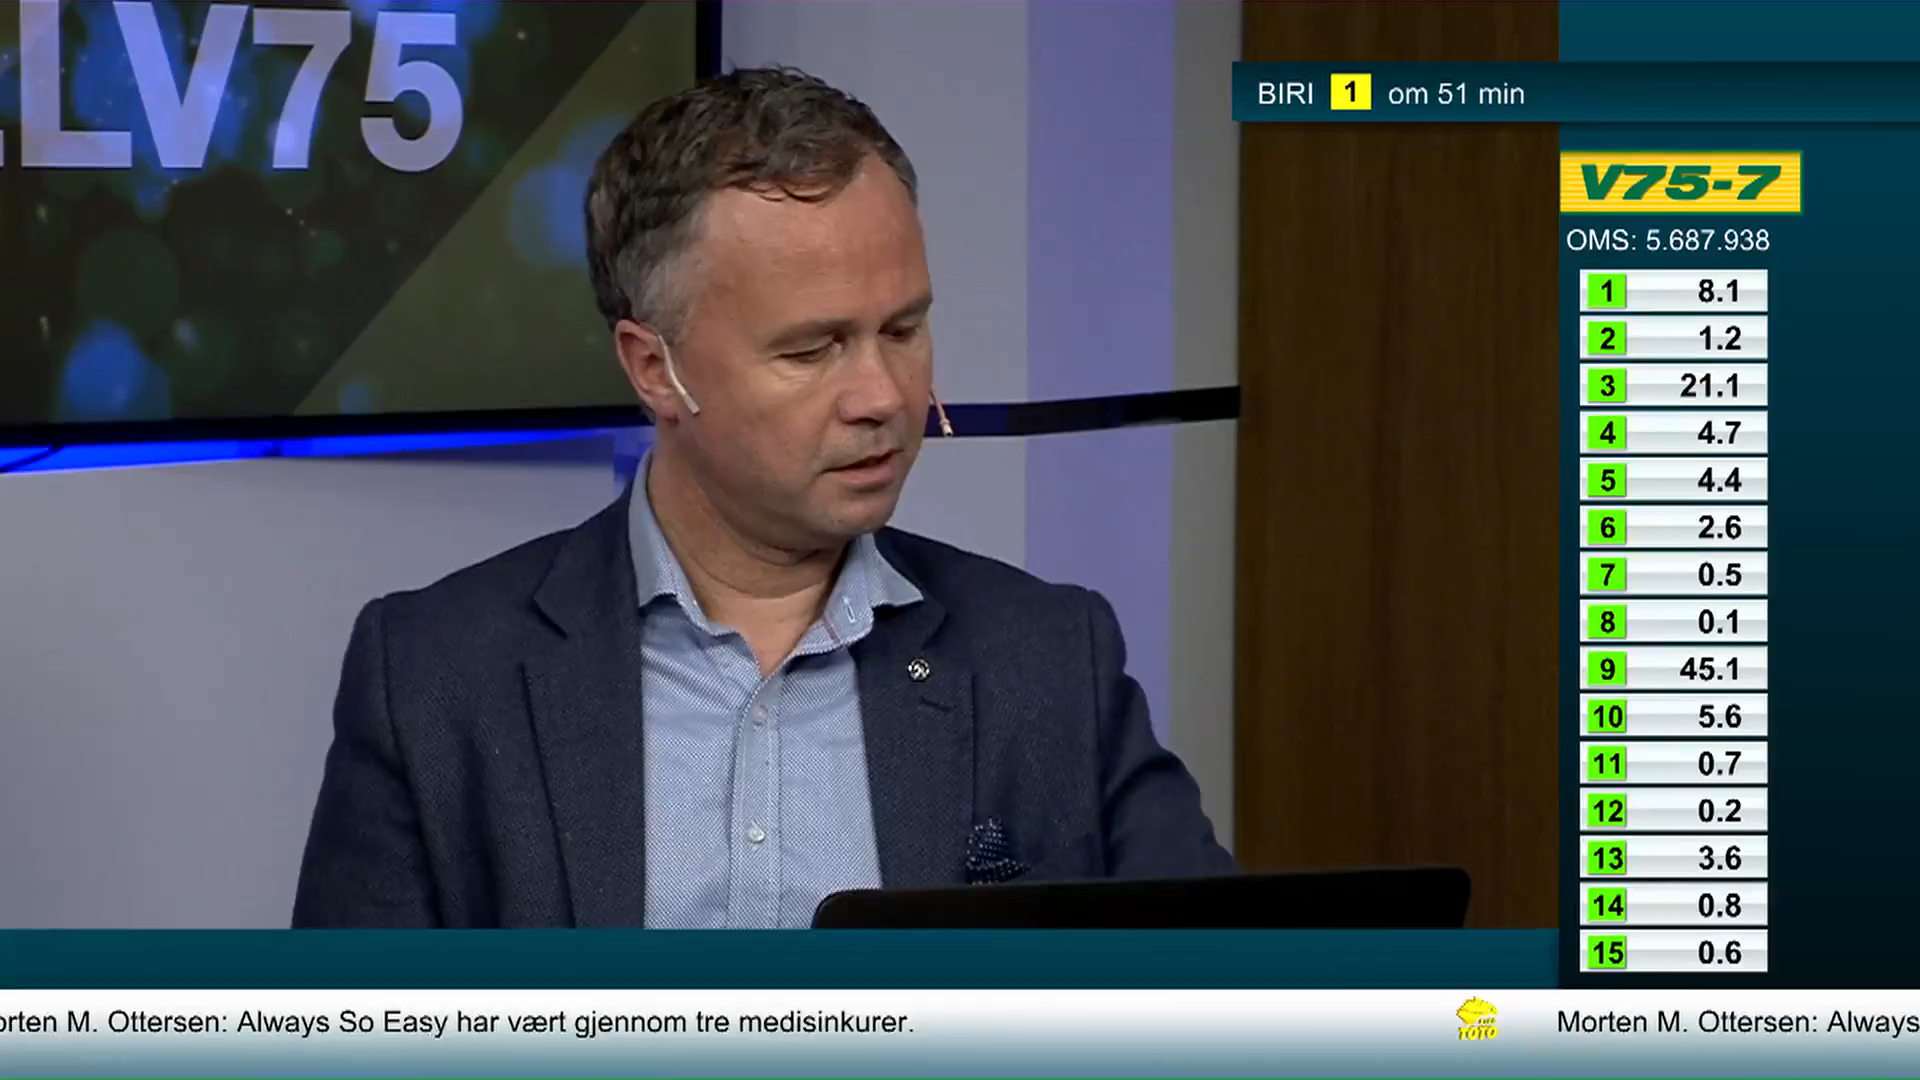 LV75
BIRI 1 om 51 min
V75-7
OMS: 5.687.938
1 8.1
2 1.2
3 21.1
4 4.7
5 4.4
6 2.6
7 0.5
8 0.1
9 45.1
10 5.6
11 0.7
12 0.2
13 3.6
14 0.8
15 0.6
orten M. Ottersen: Always So Easy har vært gjennom tre medisinkurer.
TOTO
Morten M. Ottersen: Always